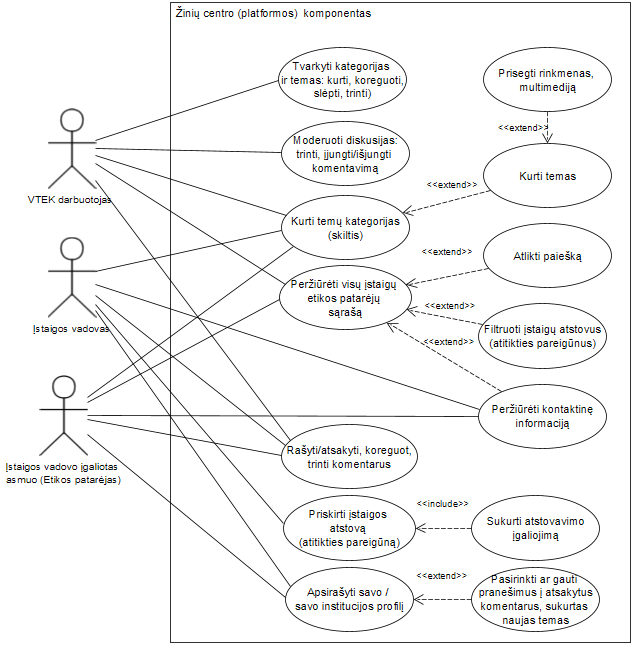 Žinių centro (platformos) komponentas
Tvarkyti kategorijas
ir temas: kurti, koreguoti,
slėpti, trinti)
Prisegti rinkmenas,
multimediją
<<extend>>
Moderuoti diskusijas:
trinti, įjungti/išjungti
komentavimą
Kurti temas
<<extend>>
VTEK darbuotojas
Kurti temų kategorijas
(skiltis)
<<extend>>
Atlikti paiešką
Peržiūrėti visų įstaigų
etikos patarėjų
sąrašą
<<extend>>
Filtruoti įstaigų atstovus
(atitikties pareigūnus)
Įstaigos vadovas
<<extend>>
Peržiūrėti kontaktinę
informaciją
Rašyti/atsakyti, koreguot,
trinti komentarus
Įstaigos vadovo įgaliotas
asmuo (Etikos patarėjas)
<<include>>
Priskirti įstaigos
atstovą
(atitikties pareigūną)
Sukurti atstovavimo
įgaliojimą
<<extend>>
Apsirašyti savo /
savo institucijos profilį
Pasirinkti ar gauti
pranešimus į atsakytus
komentarus, sukurtas
naujas temas